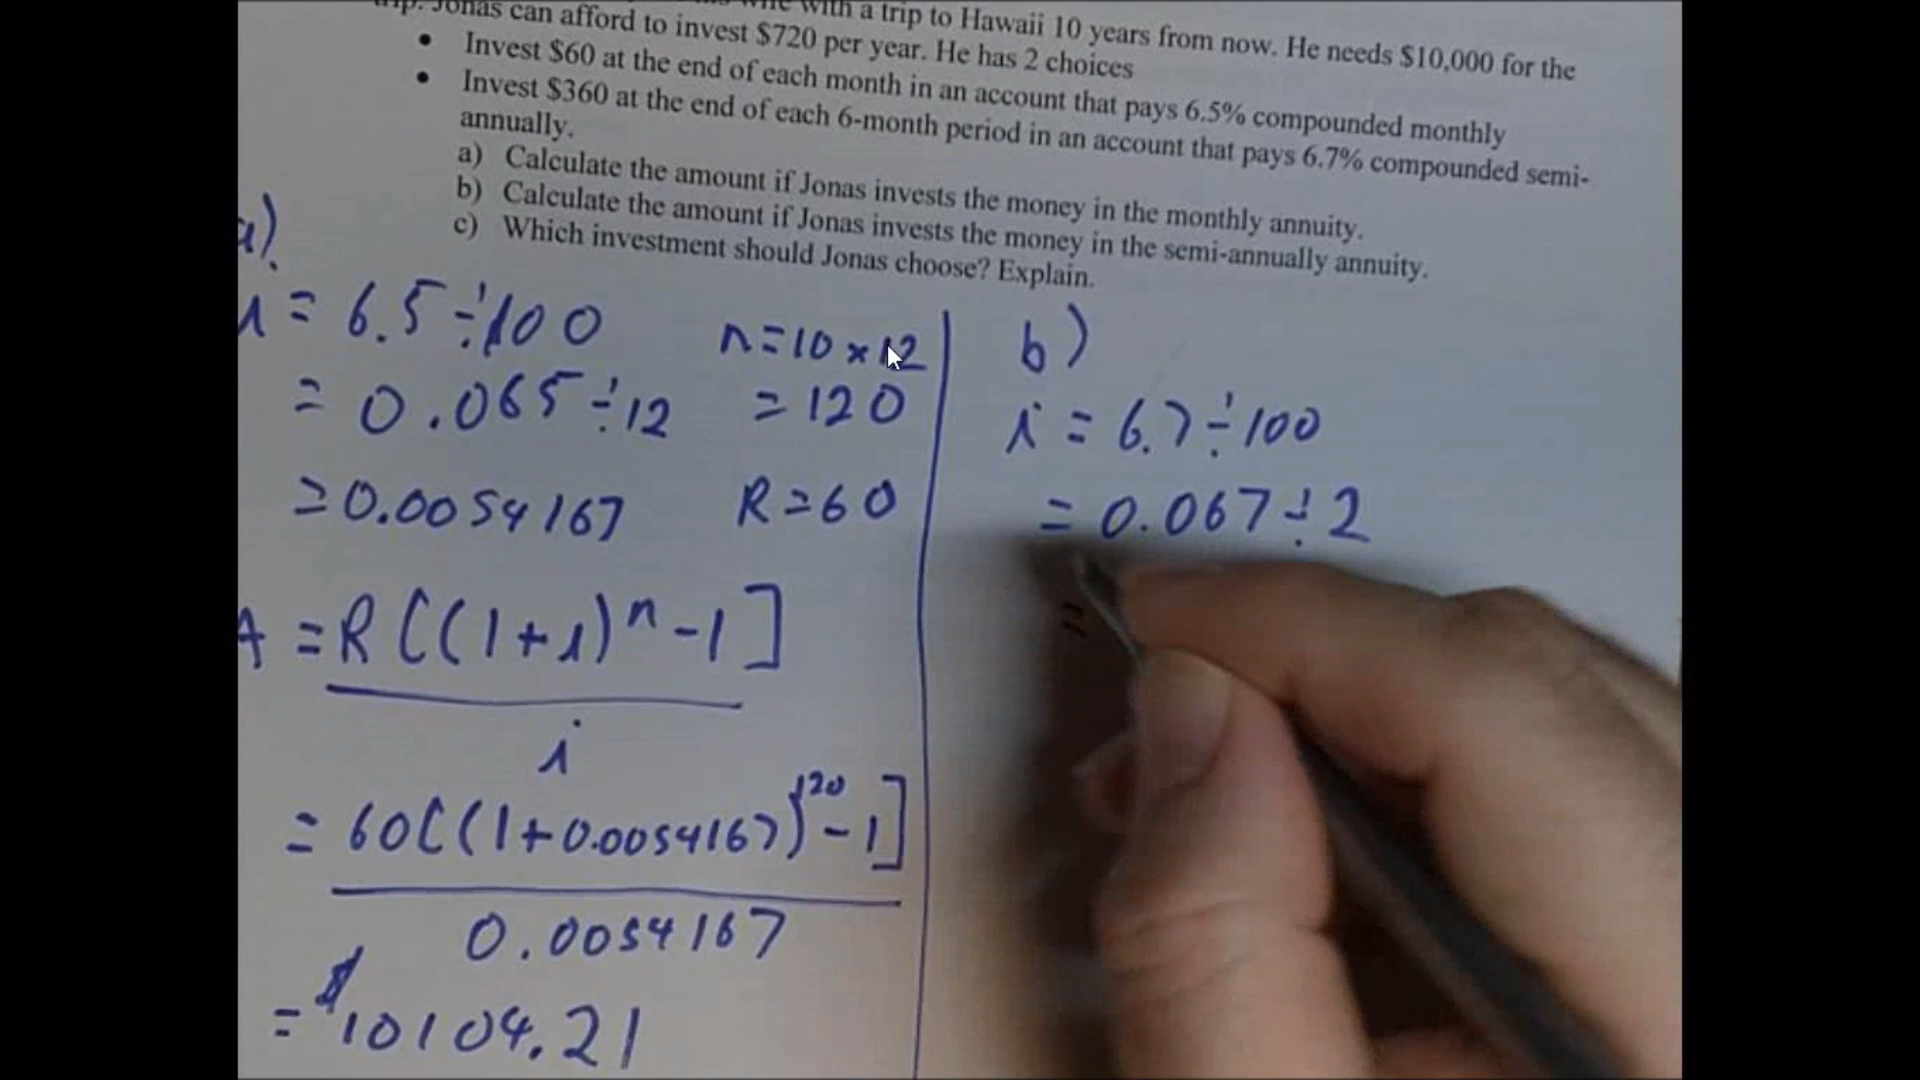 with a trip to Hawaii 10 years from now. He needs $10,000 for the
trip. Jonas can afford to invest $720 per year. He has 2 choices
• Invest $60 at the end of each month in an account that pays 6.5% compounded monthly
• Invest $360 at the end of each 6-month period in an account that pays 6.7% compounded semi-
annually.
a) Calculate the amount if Jonas invests the money in the monthly annuity.
b) Calculate the amount if Jonas invests the money in the semi-annually annuity.
c) Which investment should Jonas choose? Explain.
a).
i = 6.5 ÷ 100
= 0.065 ÷ 12
= 0.0054167
n = 10 × 12
= 120
R = 60
A = R [(1 + i)^n - 1]
i
= 60[(1 + 0.0054167)^120 - 1]
0.0054167
= $10104.21
b)
i = 6.7 ÷ 100
= 0.067 ÷ 2
=